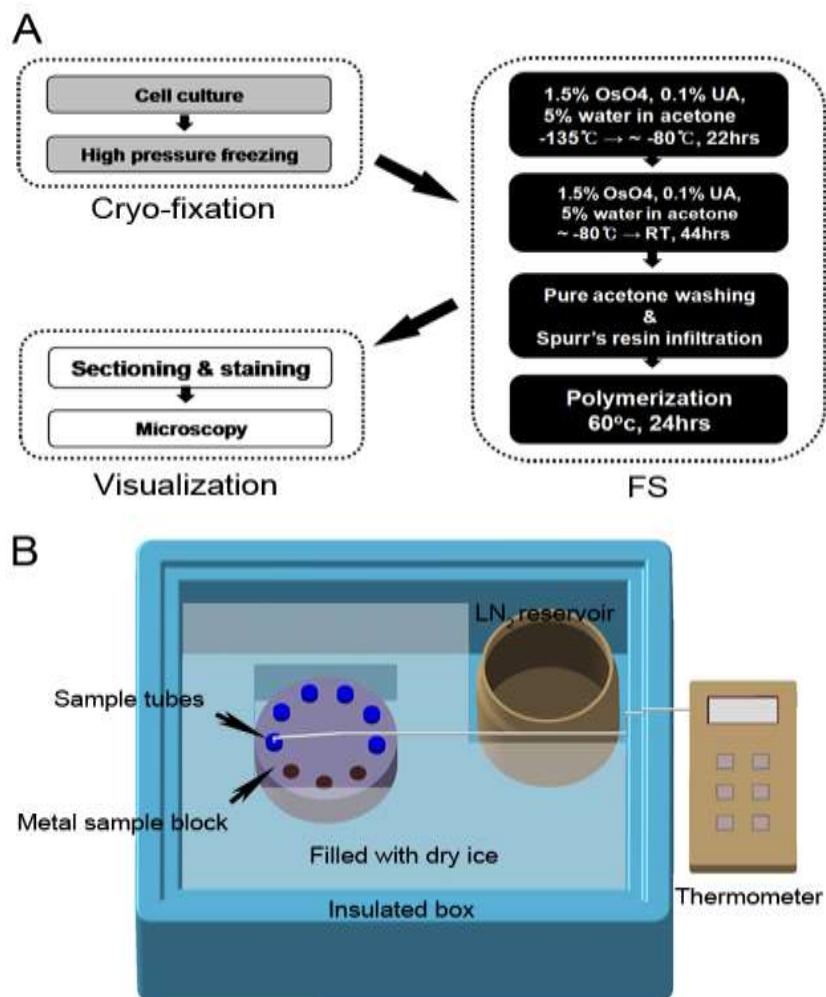 A
Cell culture
High pressure freezing
Cryo-fixation
1.5% OsO4, 0.1% UA,
5% water in acetone
-135℃ → ~ -80℃, 22hrs
1.5% OsO4, 0.1% UA,
5% water in acetone
~ -80℃ → RT, 44hrs
Pure acetone washing
&
Spurr's resin infiltration
Polymerization
60ºc, 24hrs
FS
Sectioning & staining
Microscopy
Visualization
B
LN₂ reservoir
Sample tubes
Metal sample block
Filled with dry ice
Insulated box
Thermometer